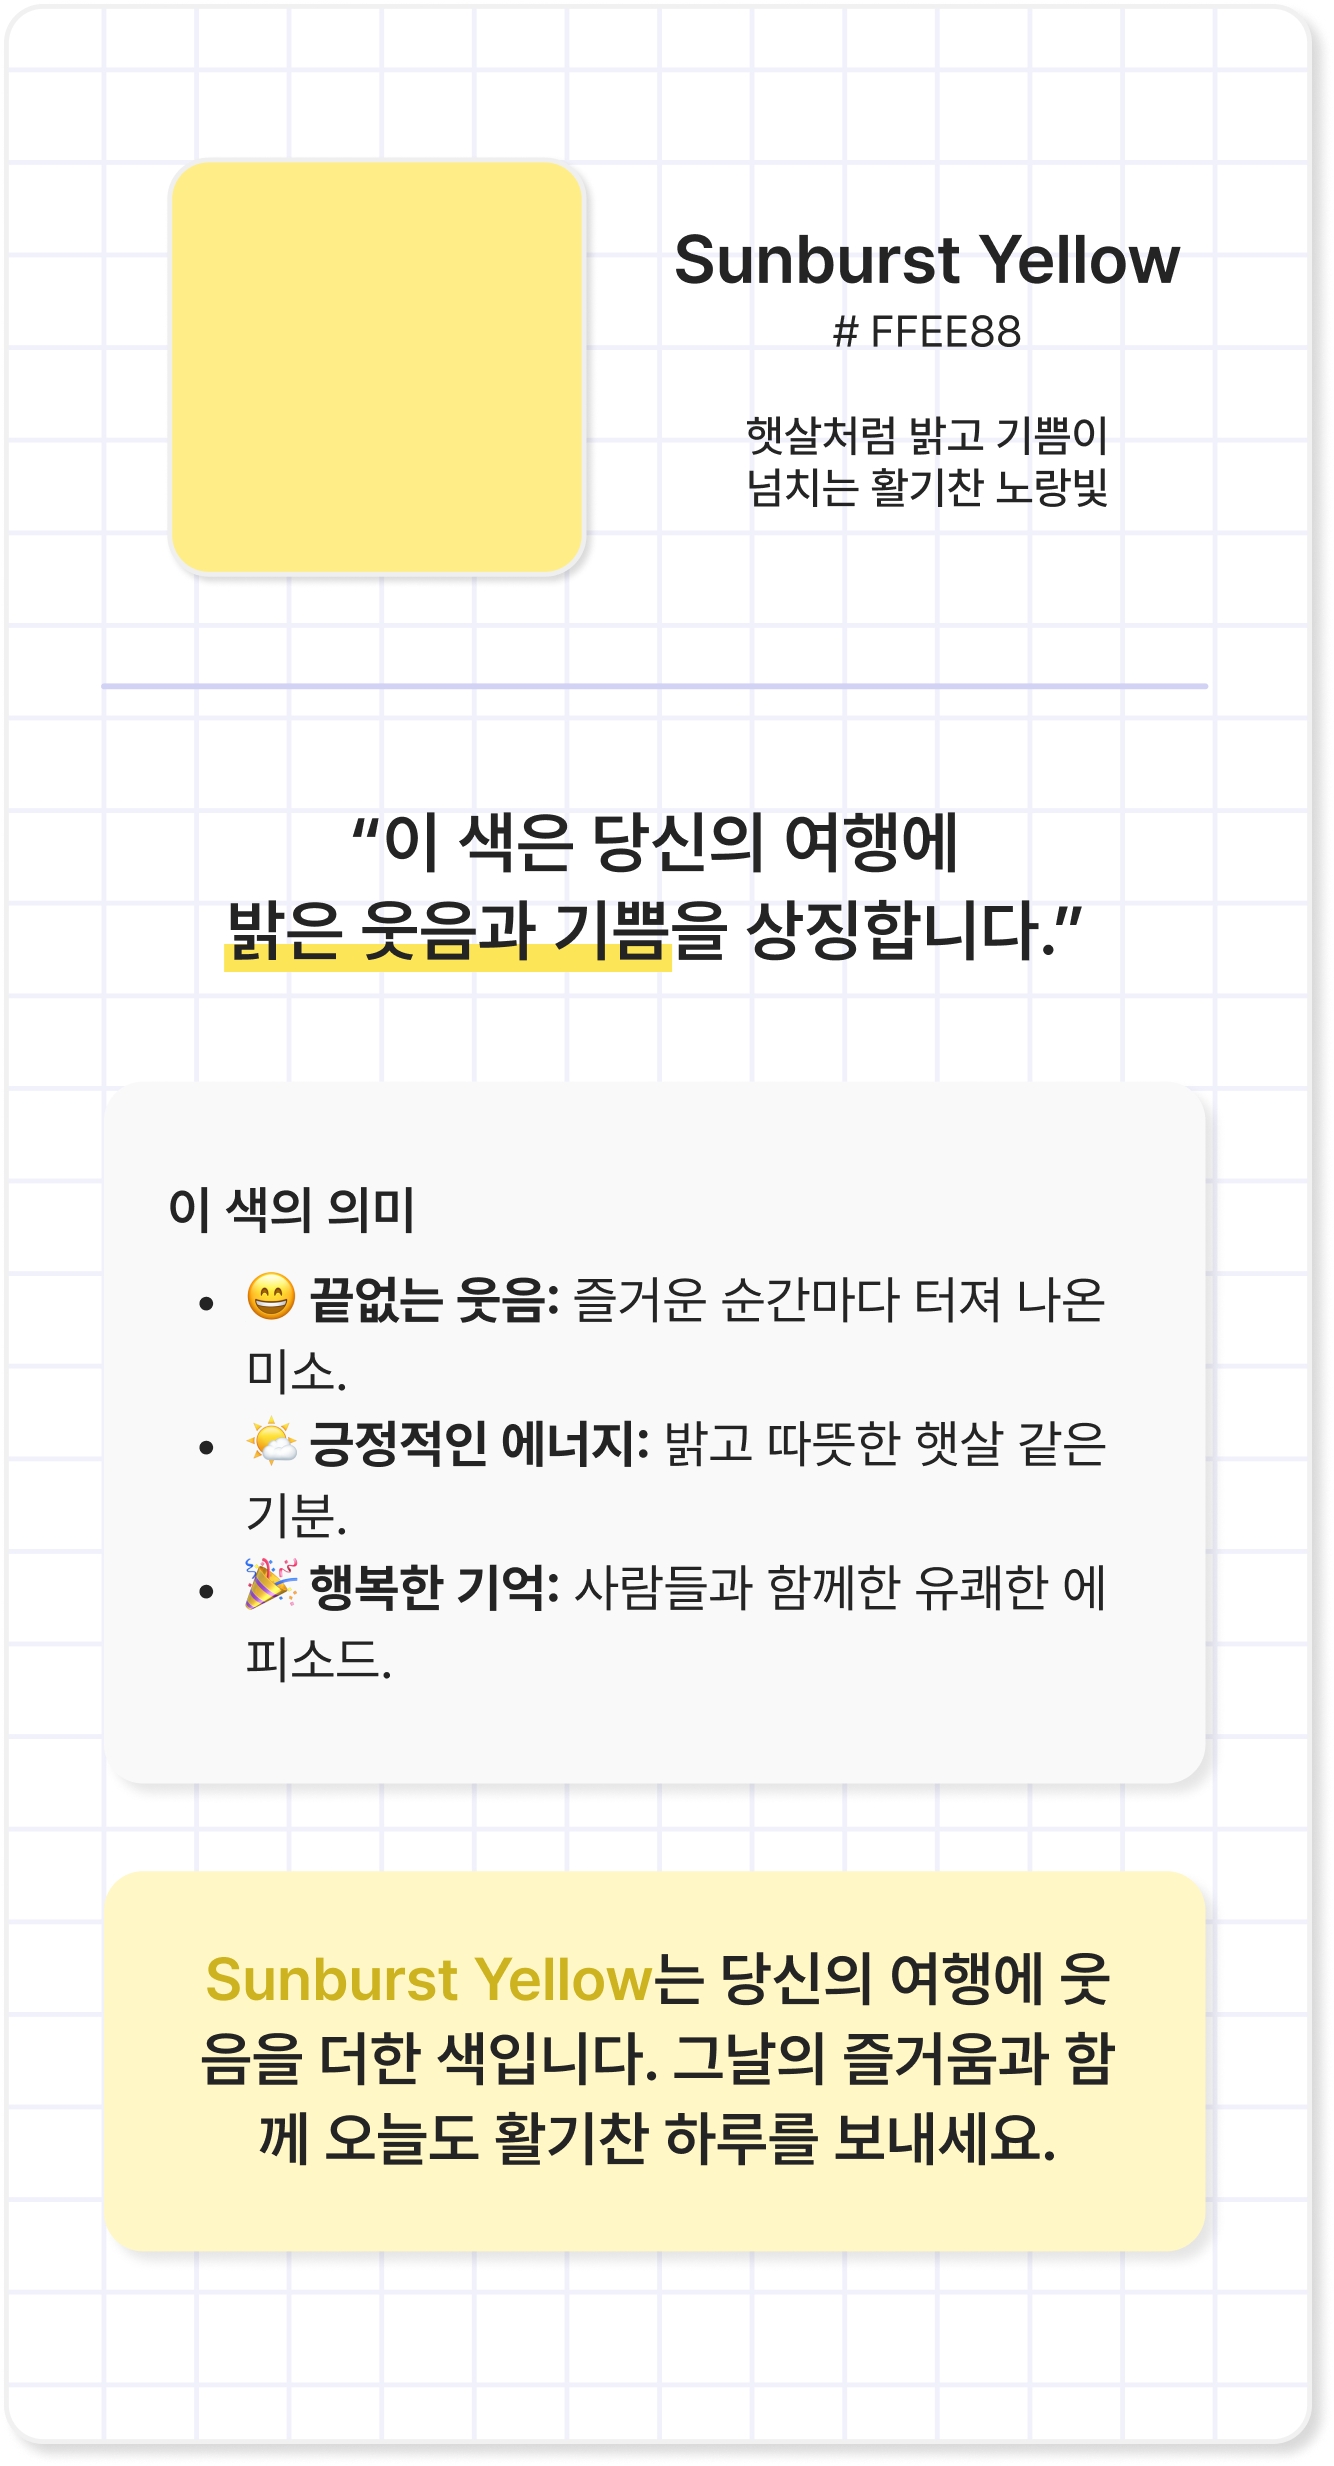 Sunburst Yellow
# FFEE88
햇살처럼 밝고 기쁨이
넘치는 활기찬 노랑빛
“이 색은 당신의 여행에
밝은 웃음과 기쁨을 상징합니다.”
이 색의 의미
• 😄 끝없는 웃음: 즐거운 순간마다 터져 나온
미소.
• 🌤️ 긍정적인 에너지: 밝고 따뜻한 햇살 같은
기분.
• 🎉 행복한 기억: 사람들과 함께한 유쾌한 에
피소드.
Sunburst Yellow는 당신의 여행에 웃
음을 더한 색입니다. 그날의 즐거움과 함
께 오늘도 활기찬 하루를 보내세요.